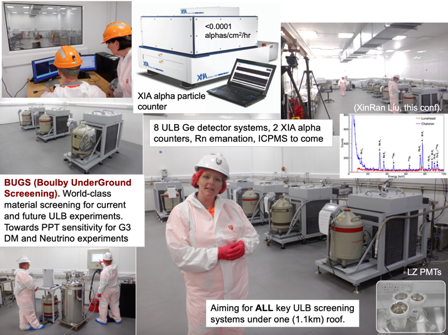 <0.0001
alphas/cm²/hr
XIA
XIA alpha particle
counter
(XinRan Liu, this conf).
8 ULB Ge detector systems, 2 XIA alpha
counters, Rn emanation, ICPMS to come
BUGS (Boulby UnderGround
Screeening). World-class
material screening for current
and future ULB experiments.
Towards PPT sensitivity for G3
DM and Neutrino experiments
LZ PMTs
Aiming for ALL key ULB screening
systems under one (1.1km) roof.